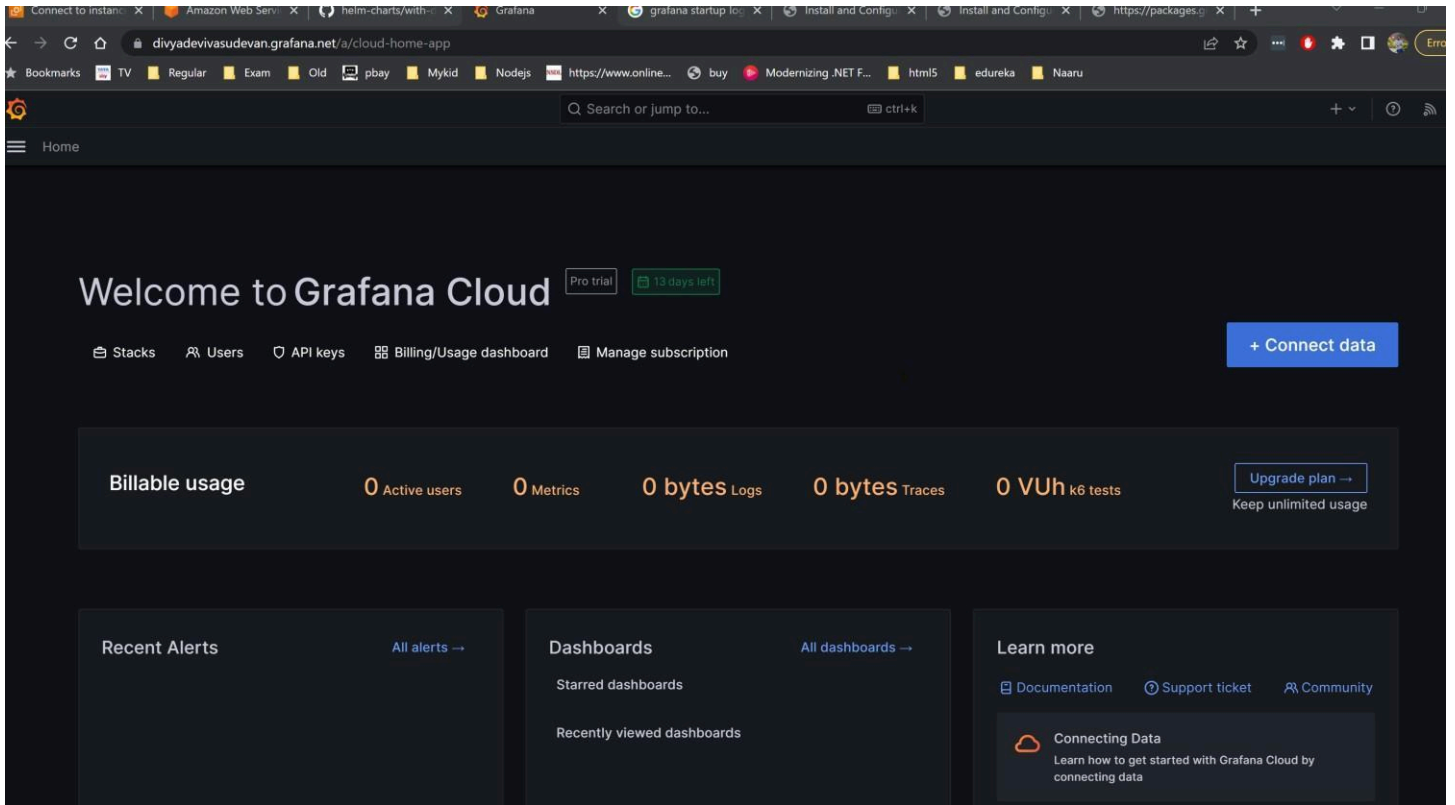 Connect to instanc
Amazon Web Servi
helm-charts/with-
Grafana
grafana startup log
Install and Configu
Install and Configu
https://packages.g
divyadevivasudevan.grafana.net/a/cloud-home-app
Erro
Bookmarks TV Regular Exam Old pbay Mykid Nodejs https://www.online... buy Modernizing .NET F... html5 edureka Naaru
Search or jump to... ctrl+k
Home
Welcome to Grafana Cloud Pro trial 13 days left
Stacks Users API keys Billing/Usage dashboard Manage subscription
+ Connect data
Billable usage 0 Active users 0 Metrics 0 bytes Logs 0 bytes Traces 0 VUh k6 tests
Upgrade plan →
Keep unlimited usage
Recent Alerts All alerts →
Dashboards All dashboards →
Starred dashboards
Recently viewed dashboards
Learn more
Documentation Support ticket Community
Connecting Data
Learn how to get started with Grafana Cloud by
connecting data